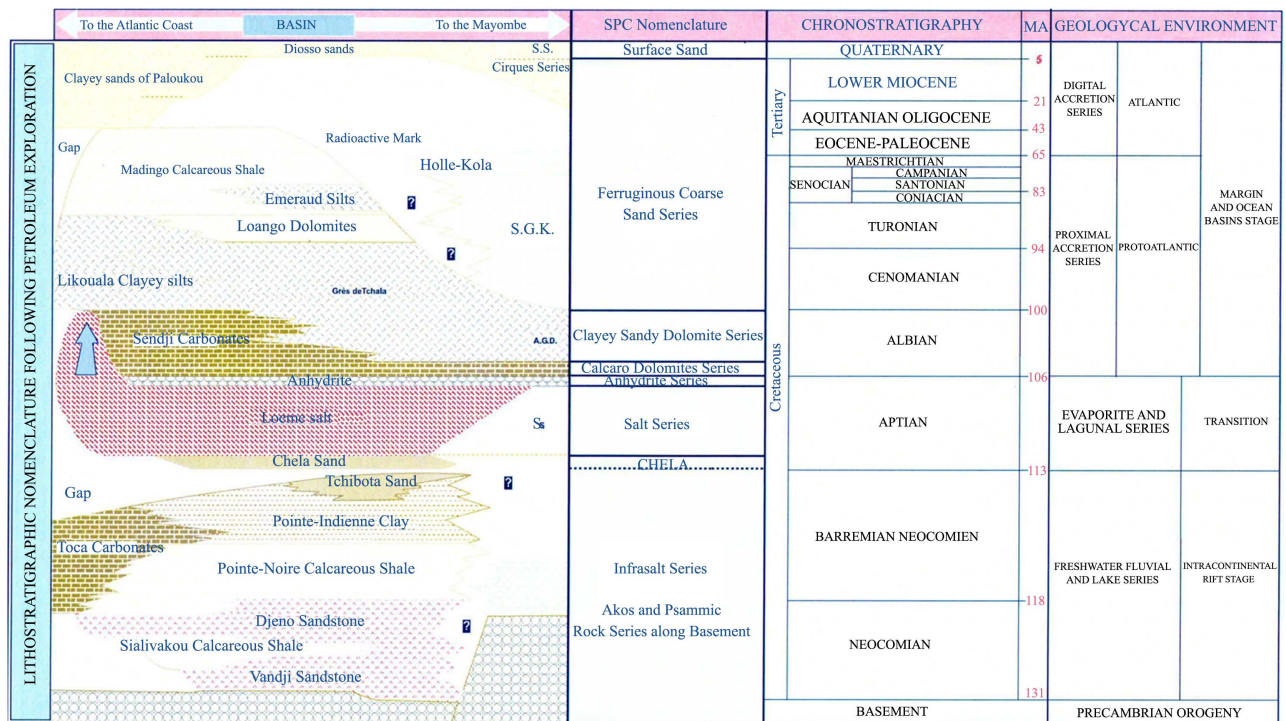 To the Atlantic Coast
BASIN
To the Mayombe
SPC Nomenclature
CHRONOSTRATIGRAPHY
MA
GEOLOGYCAL ENVIRONMENT
LITHOSTRATIGRAPHIC NOMENCLATURE FOLLOWING PETROLEUM EXPLORATION
Diosso sands
S.S.
Clayey sands of Paloukou
Cirques Series
Gap
Radioactive Mark
Madingo Calcareous Shale
Holle-Kola
Emeraud Silts
?
Loango Dolomites
S.G.K.
?
Likouala Clayey silts
Grès deTchala
Sendji Carbonates
A.G.D.
Anhydrite
Loeme salt
Chela Sand
Tchibota Sand
?
Gap
Pointe-Indienne Clay
Toca Carbonates
Pointe-Noire Calcareous Shale
Djeno Sandstone
?
Sialivakou Calcareous Shale
Vandji Sandstone
Surface Sand
Ferruginous Coarse
Sand Series
Clayey Sandy Dolomite Series
Calcaro Dolomites Series
Anhydrite Series
Salt Series
CHELA
Infrasalt Series
Akos and Psammic
Rock Series along Basement
QUATERNARY
Tertiary
LOWER MIOCENE
AQUITANIAN OLIGOCENE
EOCENE-PALEOCENE
Cretaceous
MAESTRICHTIAN
SENOCIAN
CAMPANIAN
SANTONIAN
CONIACIAN
TURONIAN
CENOMANIAN
ALBIAN
APTIAN
BARREMIAN NEOCOMIEN
NEOCOMIAN
BASEMENT
5
21
43
65
83
94
100
106
113
118
131
DIGITAL
ACCRETION
SERIES
ATLANTIC
MARGIN
AND OCEAN
BASINS STAGE
PROXIMAL
ACCRETION
SERIES
PROTOATLANTIC
EVAPORITE AND
LAGUNAL SERIES
TRANSITION
FRESHWATER FLUVIAL
AND LAKE SERIES
INTRACONTINENTAL
RIFT STAGE
PRECAMBRIAN OROGENY